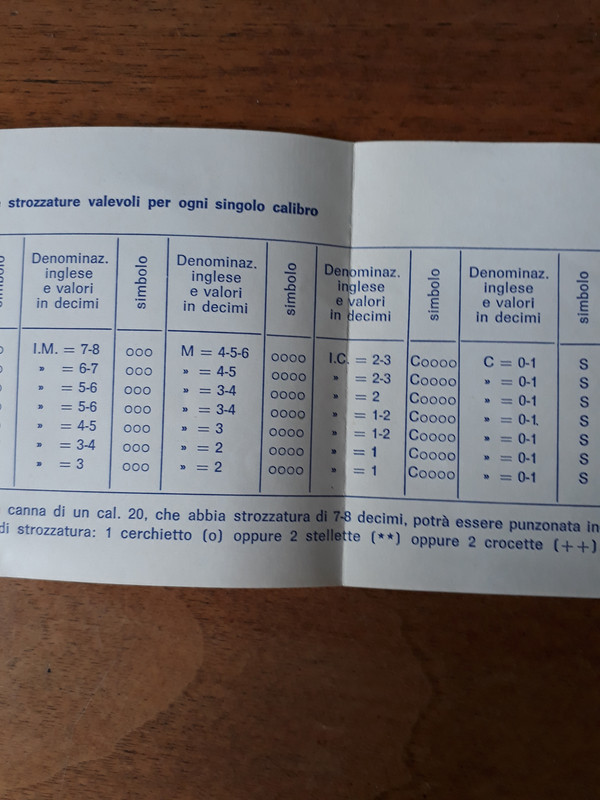 strozzature valevoli per ogni singolo calibro
simbolo Denominaz. inglese e valori in decimi simbolo Denominaz. inglese e valori in decimi simbolo Denominaz. inglese e valori in decimi simbolo Denominaz. inglese e valori in decimi simbolo
o I.M. = 7-8 ooo M = 4-5-6 oooo I.C. = 2-3 Coooo C = 0-1 S
o » = 6-7 ooo » = 4-5 oooo » = 2-3 Coooo » = 0-1 S
o » = 5-6 ooo » = 3-4 oooo » = 2 Coooo » = 0-1 S
o » = 5-6 ooo » = 3-4 oooo » = 1-2 Coooo » = 0-1. S
o » = 4-5 ooo » = 3 oooo » = 1-2 Coooo » = 0-1 S
o » = 3-4 ooo » = 2 oooo » = 1 Coooo » = 0-1 S
o » = 3 ooo » = 2 oooo » = 1 Coooo » = 0-1 S
canna di un cal. 20, che abbia strozzatura di 7-8 decimi, potrà essere punzonata in
di strozzatura: 1 cerchietto (o) oppure 2 stellette (**) oppure 2 crocette (++)